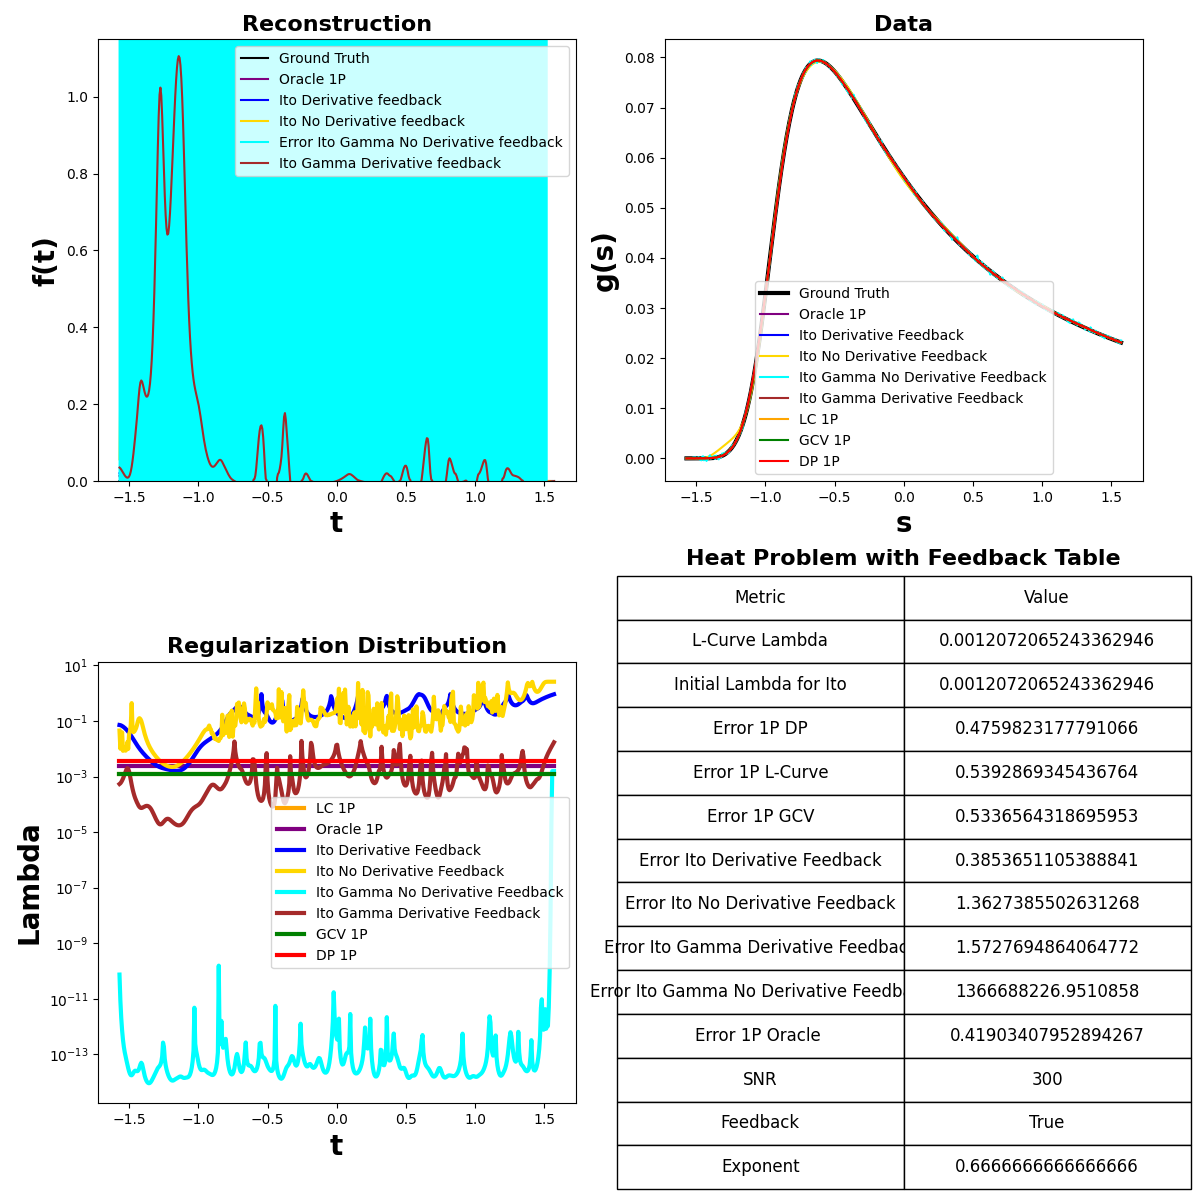 Reconstruction
Ground Truth
Oracle 1P
Ito Derivative feedback
Ito No Derivative feedback
Error Ito Gamma No Derivative feedback
Ito Gamma Derivative feedback
1.0
0.8
0.6
0.4
0.2
0.0
f(t)
−1.5 −1.0 −0.5 0.0 0.5 1.0 1.5
t
Data
0.08
0.07
0.06
0.05
0.04
0.03
0.02
0.01
0.00
g(s)
Ground Truth
Oracle 1P
Ito Derivative Feedback
Ito No Derivative Feedback
Ito Gamma No Derivative Feedback
Ito Gamma Derivative Feedback
LC 1P
GCV 1P
DP 1P
−1.5 −1.0 −0.5 0.0 0.5 1.0 1.5
s
Regularization Distribution
10¹
10⁻¹
10⁻³
10⁻⁵
10⁻⁷
10⁻⁹
10⁻¹¹
10⁻¹³
Lambda
LC 1P
Oracle 1P
Ito Derivative Feedback
Ito No Derivative Feedback
Ito Gamma No Derivative Feedback
Ito Gamma Derivative Feedback
GCV 1P
DP 1P
−1.5 −1.0 −0.5 0.0 0.5 1.0 1.5
t
Heat Problem with Feedback Table
Metric Value
L-Curve Lambda 0.0012072065243362946
Initial Lambda for Ito 0.0012072065243362946
Error 1P DP 0.4759823177791066
Error 1P L-Curve 0.5392869345436764
Error 1P GCV 0.5336564318695953
Error Ito Derivative Feedback 0.3853651105388841
Error Ito No Derivative Feedback 1.3627385502631268
Error Ito Gamma Derivative Feedbac 1.5727694864064772
Error Ito Gamma No Derivative Feedb 1366688226.9510858
Error 1P Oracle 0.41903407952894267
SNR 300
Feedback True
Exponent 0.6666666666666666